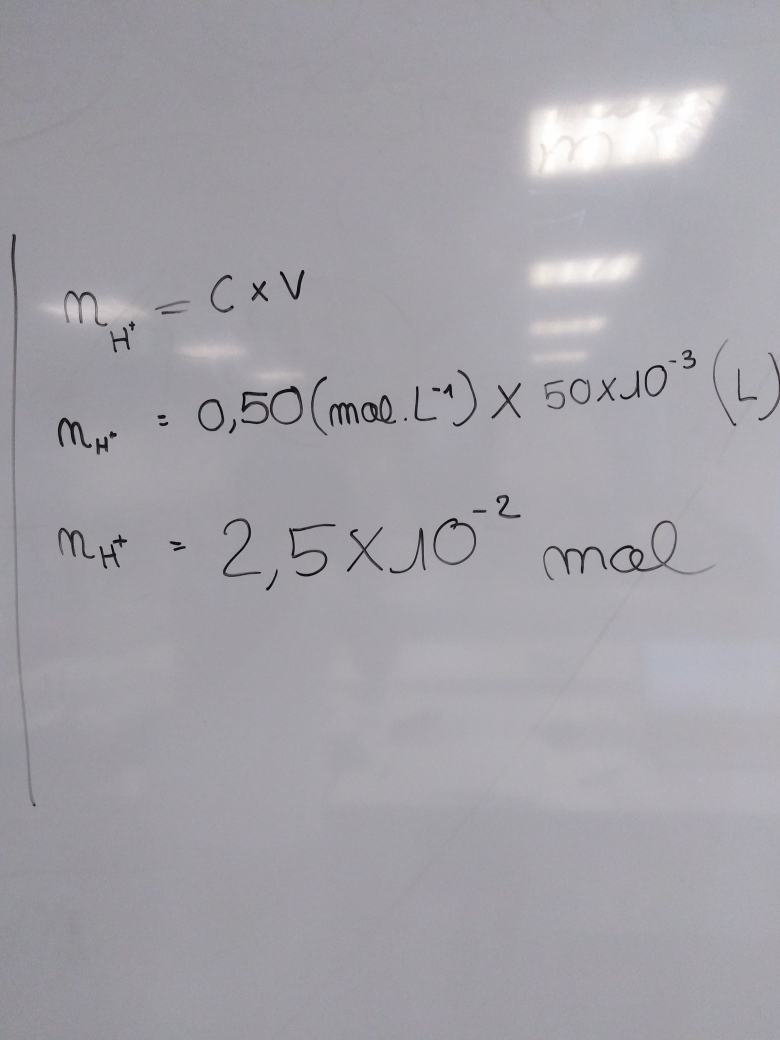 n_H⁺ = C × V
n_H⁺ = 0,50 (mol.L⁻¹) × 50×10⁻³ (L)
n_H⁺ = 2,5×10⁻² mol